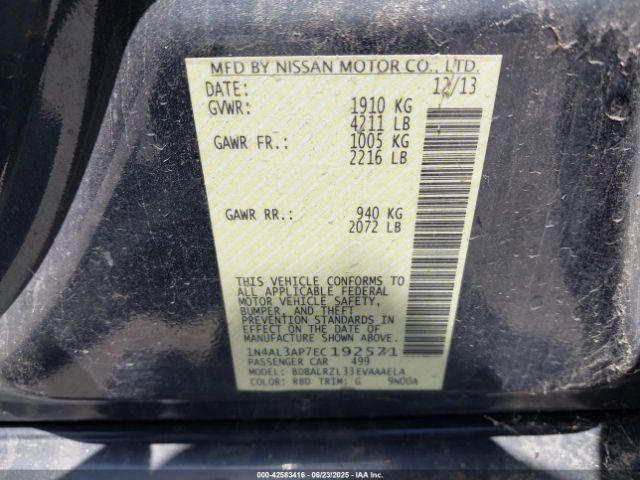 MFD BY NISSAN MOTOR CO., LTD.
DATE: 12/13
GVWR: 1910 KG
4211 LB
GAWR FR.: 1005 KG
2216 LB
GAWR RR.: 940 KG
2072 LB
THIS VEHICLE CONFORMS TO
ALL APPLICABLE FEDERAL
MOTOR VEHICLE SAFETY,
BUMPER, AND THEFT
PREVENTION STANDARDS IN
EFFECT ON THE DATE OF
MANUFACTURE SHOWN ABOVE.
1N4AL3AP7EC192571
PASSENGER CAR 499
MODEL: BDBALRZL33EVAAAELA
COLOR: RBD TRIM: G 9N00A
000-42583416 - 06/23/2025 - IAA Inc.